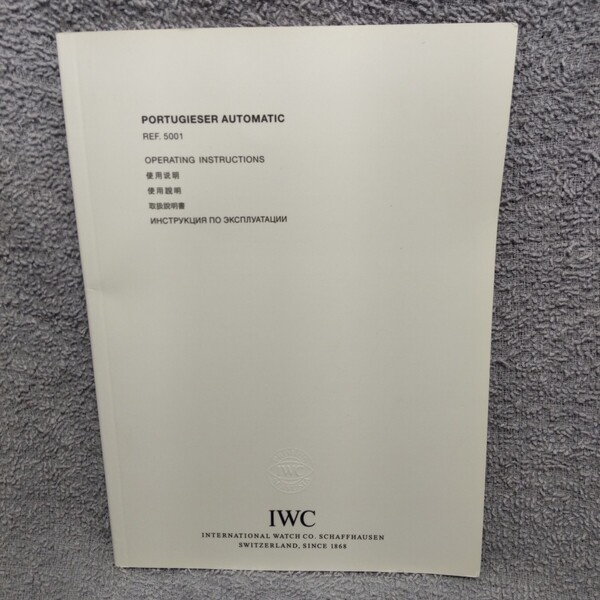 PORTUGIESER AUTOMATIC
REF. 5001
OPERATING INSTRUCTIONS
使用说明
使用說明
取扱説明書
ИНСТРУКЦИЯ ПО ЭКСПЛУАТАЦИИ
IWC
IWC
INTERNATIONAL WATCH CO. SCHAFFHAUSEN
SWITZERLAND, SINCE 1868